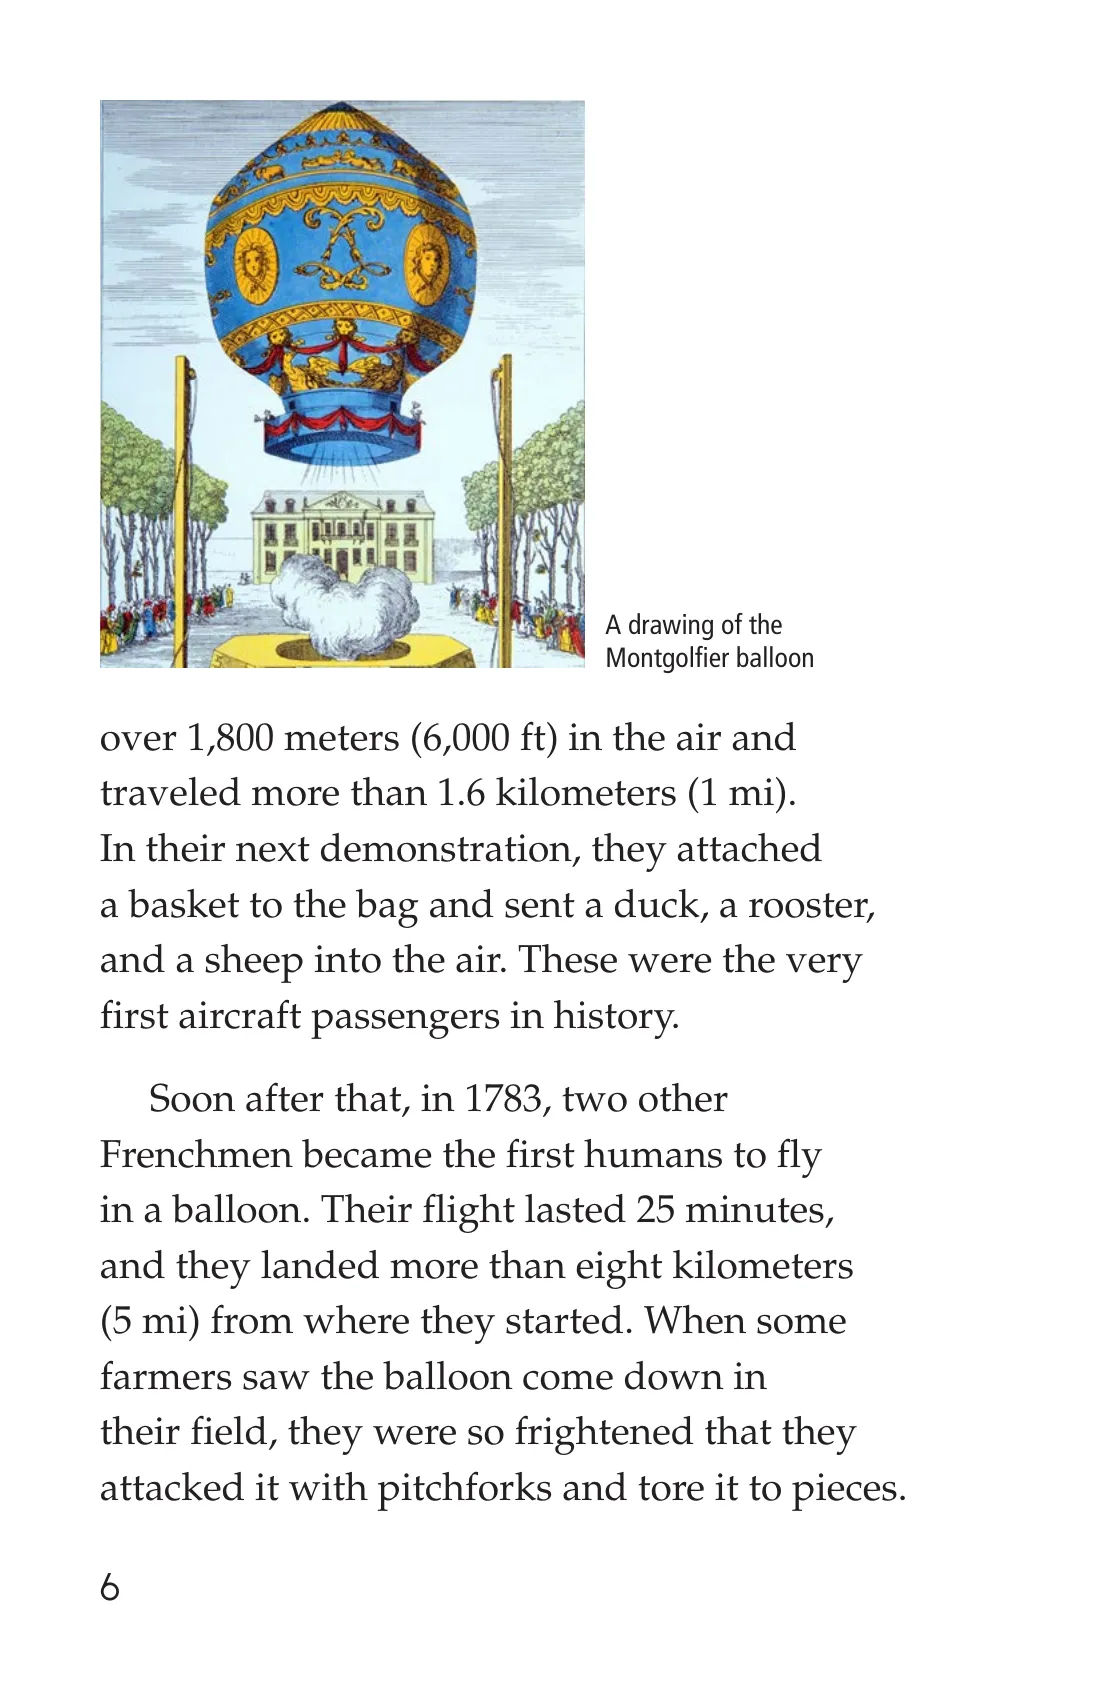 A drawing of the
Montgolfier balloon
over 1,800 meters (6,000 ft) in the air and
traveled more than 1.6 kilometers (1 mi).
In their next demonstration, they attached
a basket to the bag and sent a duck, a rooster,
and a sheep into the air. These were the very
first aircraft passengers in history.
Soon after that, in 1783, two other
Frenchmen became the first humans to fly
in a balloon. Their flight lasted 25 minutes,
and they landed more than eight kilometers
(5 mi) from where they started. When some
farmers saw the balloon come down in
their field, they were so frightened that they
attacked it with pitchforks and tore it to pieces.
6